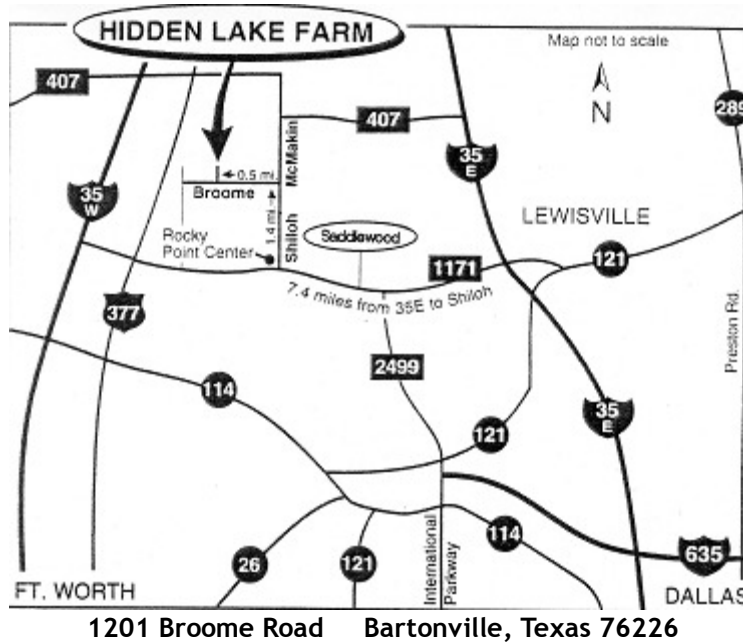 HIDDEN LAKE FARM
Map not to scale
N
407
407
289
35
E
McMakin
0.5 mi.
Broome
35
W
1.4 mi.
Shiloh
Rocky
Point Center
Saddlewood
LEWISVILLE
121
1171
7.4 miles from 35E to Shiloh
377
Preston Rd.
2499
114
35
E
121
114
26
121
International
Parkway
635
FT. WORTH
DALLAS
1201 Broome Road Bartonville, Texas 76226